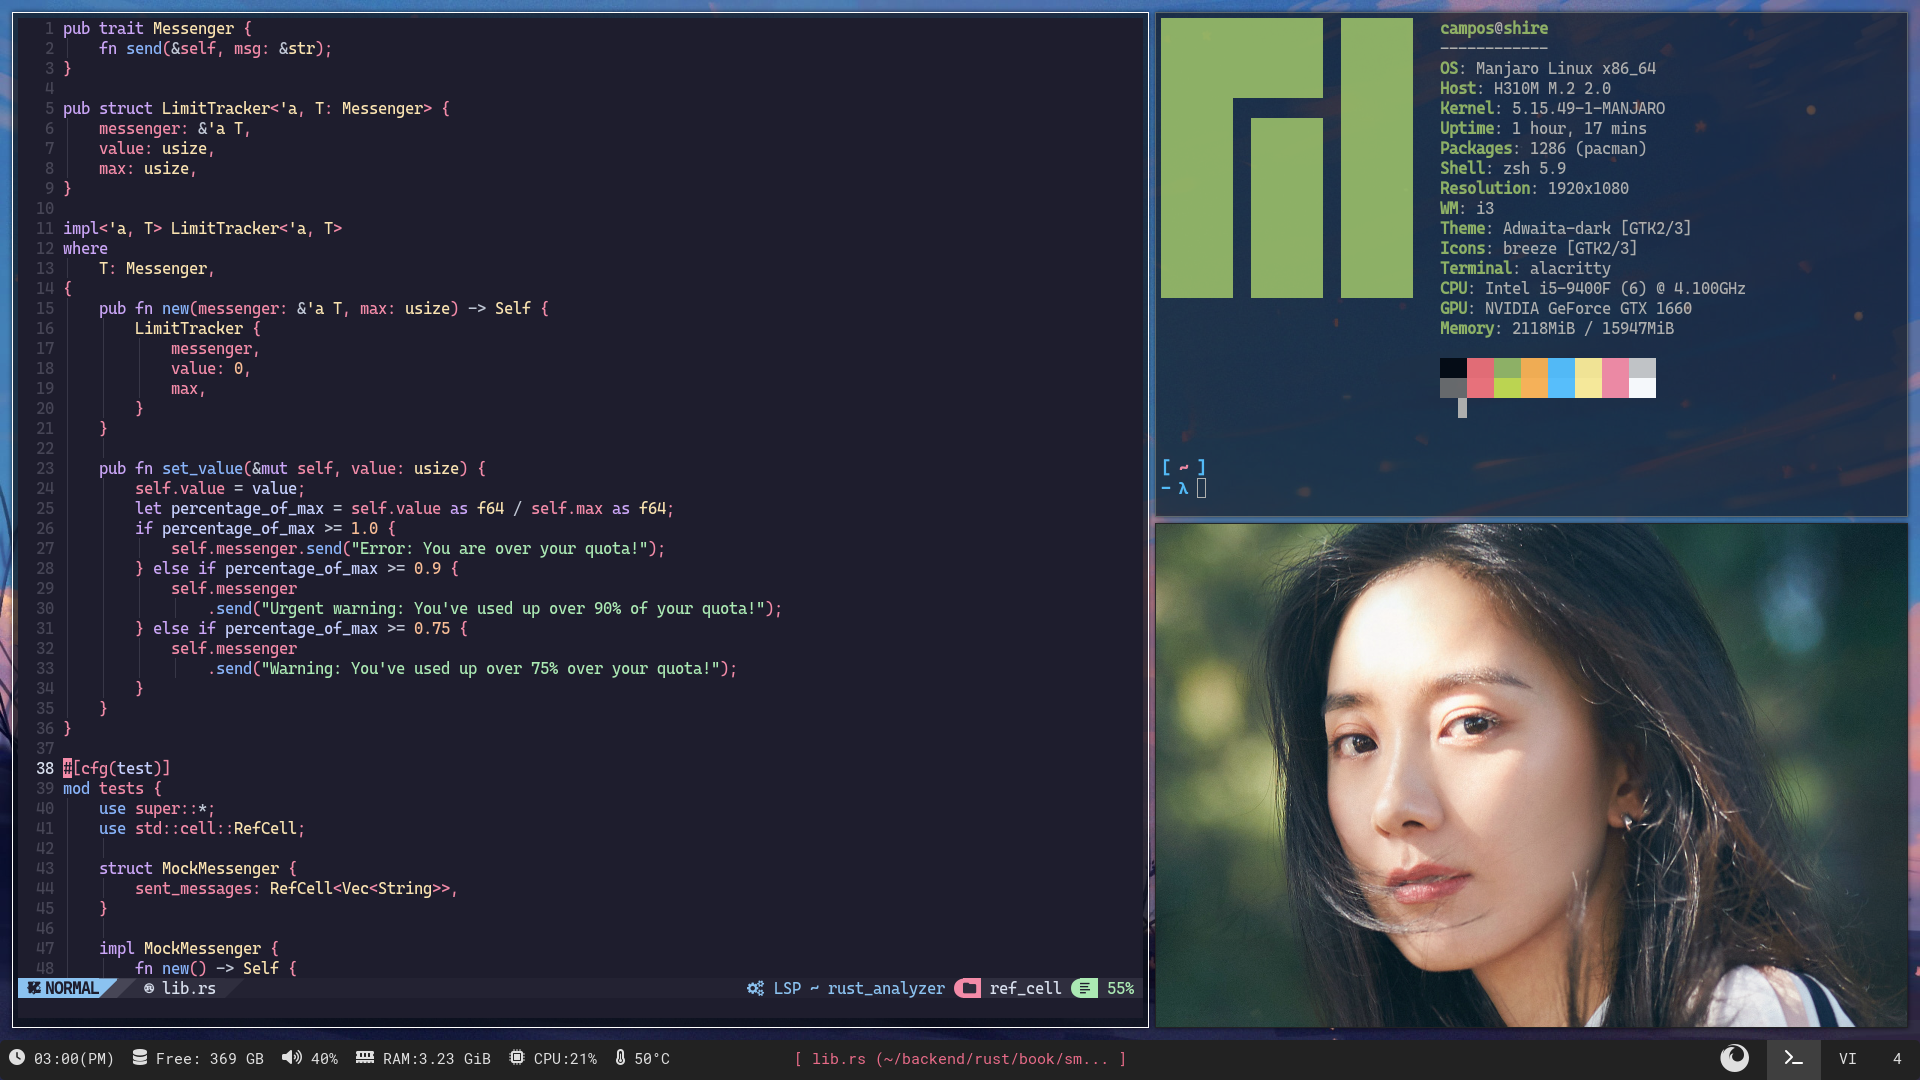 1 pub trait Messenger {
2     fn send(&self, msg: &str);
3 }
4
5 pub struct LimitTracker<'a, T: Messenger> {
6     messenger: &'a T,
7     value: usize,
8     max: usize,
9 }
10
11 impl<'a, T> LimitTracker<'a, T>
12 where
13     T: Messenger,
14 {
15     pub fn new(messenger: &'a T, max: usize) -> Self {
16         LimitTracker {
17             messenger,
18             value: 0,
19             max,
20         }
21     }
22
23     pub fn set_value(&mut self, value: usize) {
24         self.value = value;
25         let percentage_of_max = self.value as f64 / self.max as f64;
26         if percentage_of_max >= 1.0 {
27             self.messenger.send("Error: You are over your quota!");
28         } else if percentage_of_max >= 0.9 {
29             self.messenger
30                 .send("Urgent warning: You've used up over 90% of your quota!");
31         } else if percentage_of_max >= 0.75 {
32             self.messenger
33                 .send("Warning: You've used up over 75% over your quota!");
34         }
35     }
36 }
37
38 #[cfg(test)]
39 mod tests {
40     use super::*;
41     use std::cell::RefCell;
42
43     struct MockMessenger {
44         sent_messages: RefCell<Vec<String>>,
45     }
46
47     impl MockMessenger {
48         fn new() -> Self {
NORMAL lib.rs LSP ~ rust_analyzer ref_cell 55%
campos@shire
------------
OS: Manjaro Linux x86_64
Host: H310M M.2 2.0
Kernel: 5.15.49-1-MANJARO
Uptime: 1 hour, 17 mins
Packages: 1286 (pacman)
Shell: zsh 5.9
Resolution: 1920x1080
WM: i3
Theme: Adwaita-dark [GTK2/3]
Icons: breeze [GTK2/3]
Terminal: alacritty
CPU: Intel i5-9400F (6) @ 4.100GHz
GPU: NVIDIA GeForce GTX 1660
Memory: 2118MiB / 15947MiB
[ ~ ]
~ λ
03:00(PM) Free: 369 GB 40% RAM:3.23 GiB CPU:21% 50°C [ lib.rs (~/backend/rust/book/sm... ] VI 4